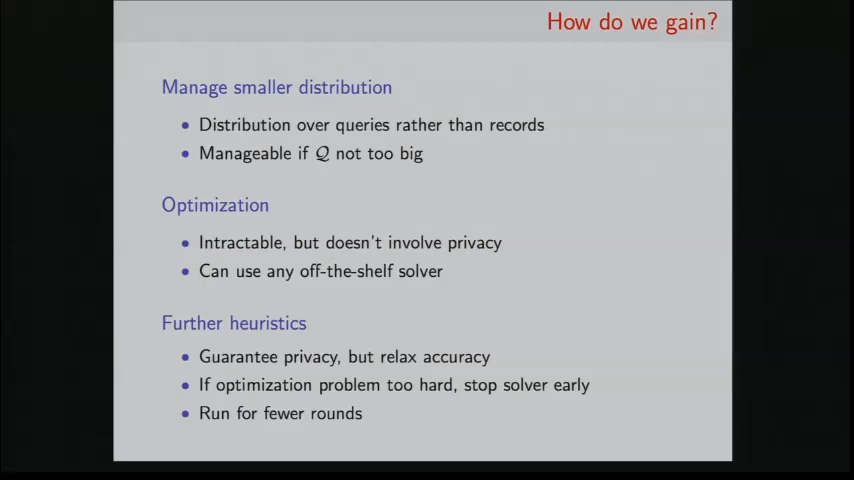 How do we gain?
Manage smaller distribution
• Distribution over queries rather than records
• Manageable if 𝒬 not too big
Optimization
• Intractable, but doesn't involve privacy
• Can use any off-the-shelf solver
Further heuristics
• Guarantee privacy, but relax accuracy
• If optimization problem too hard, stop solver early
• Run for fewer rounds